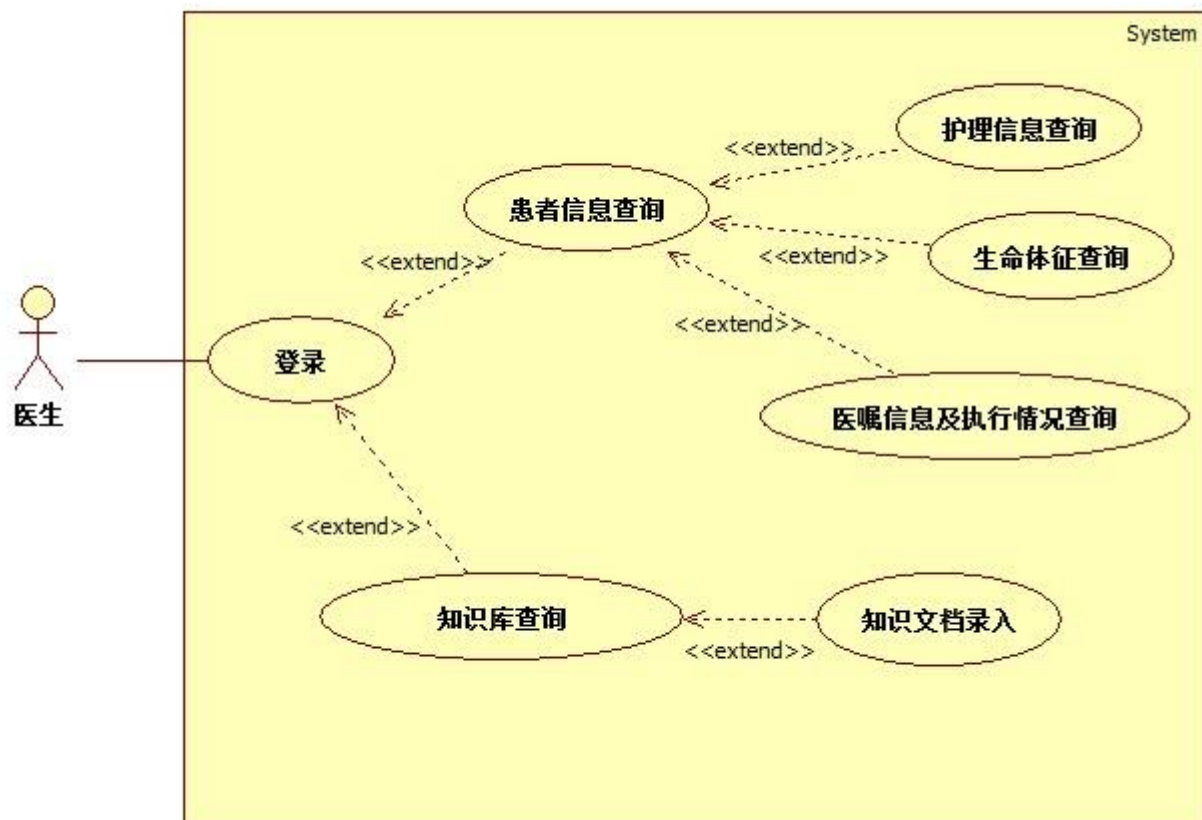 System
护理信息查询
<<extend>>
患者信息查询
<<extend>>
生命体征查询
<<extend>>
<<extend>>
登录
医生
医嘱信息及执行情况查询
<<extend>>
知识库查询
知识文档录入
<<extend>>